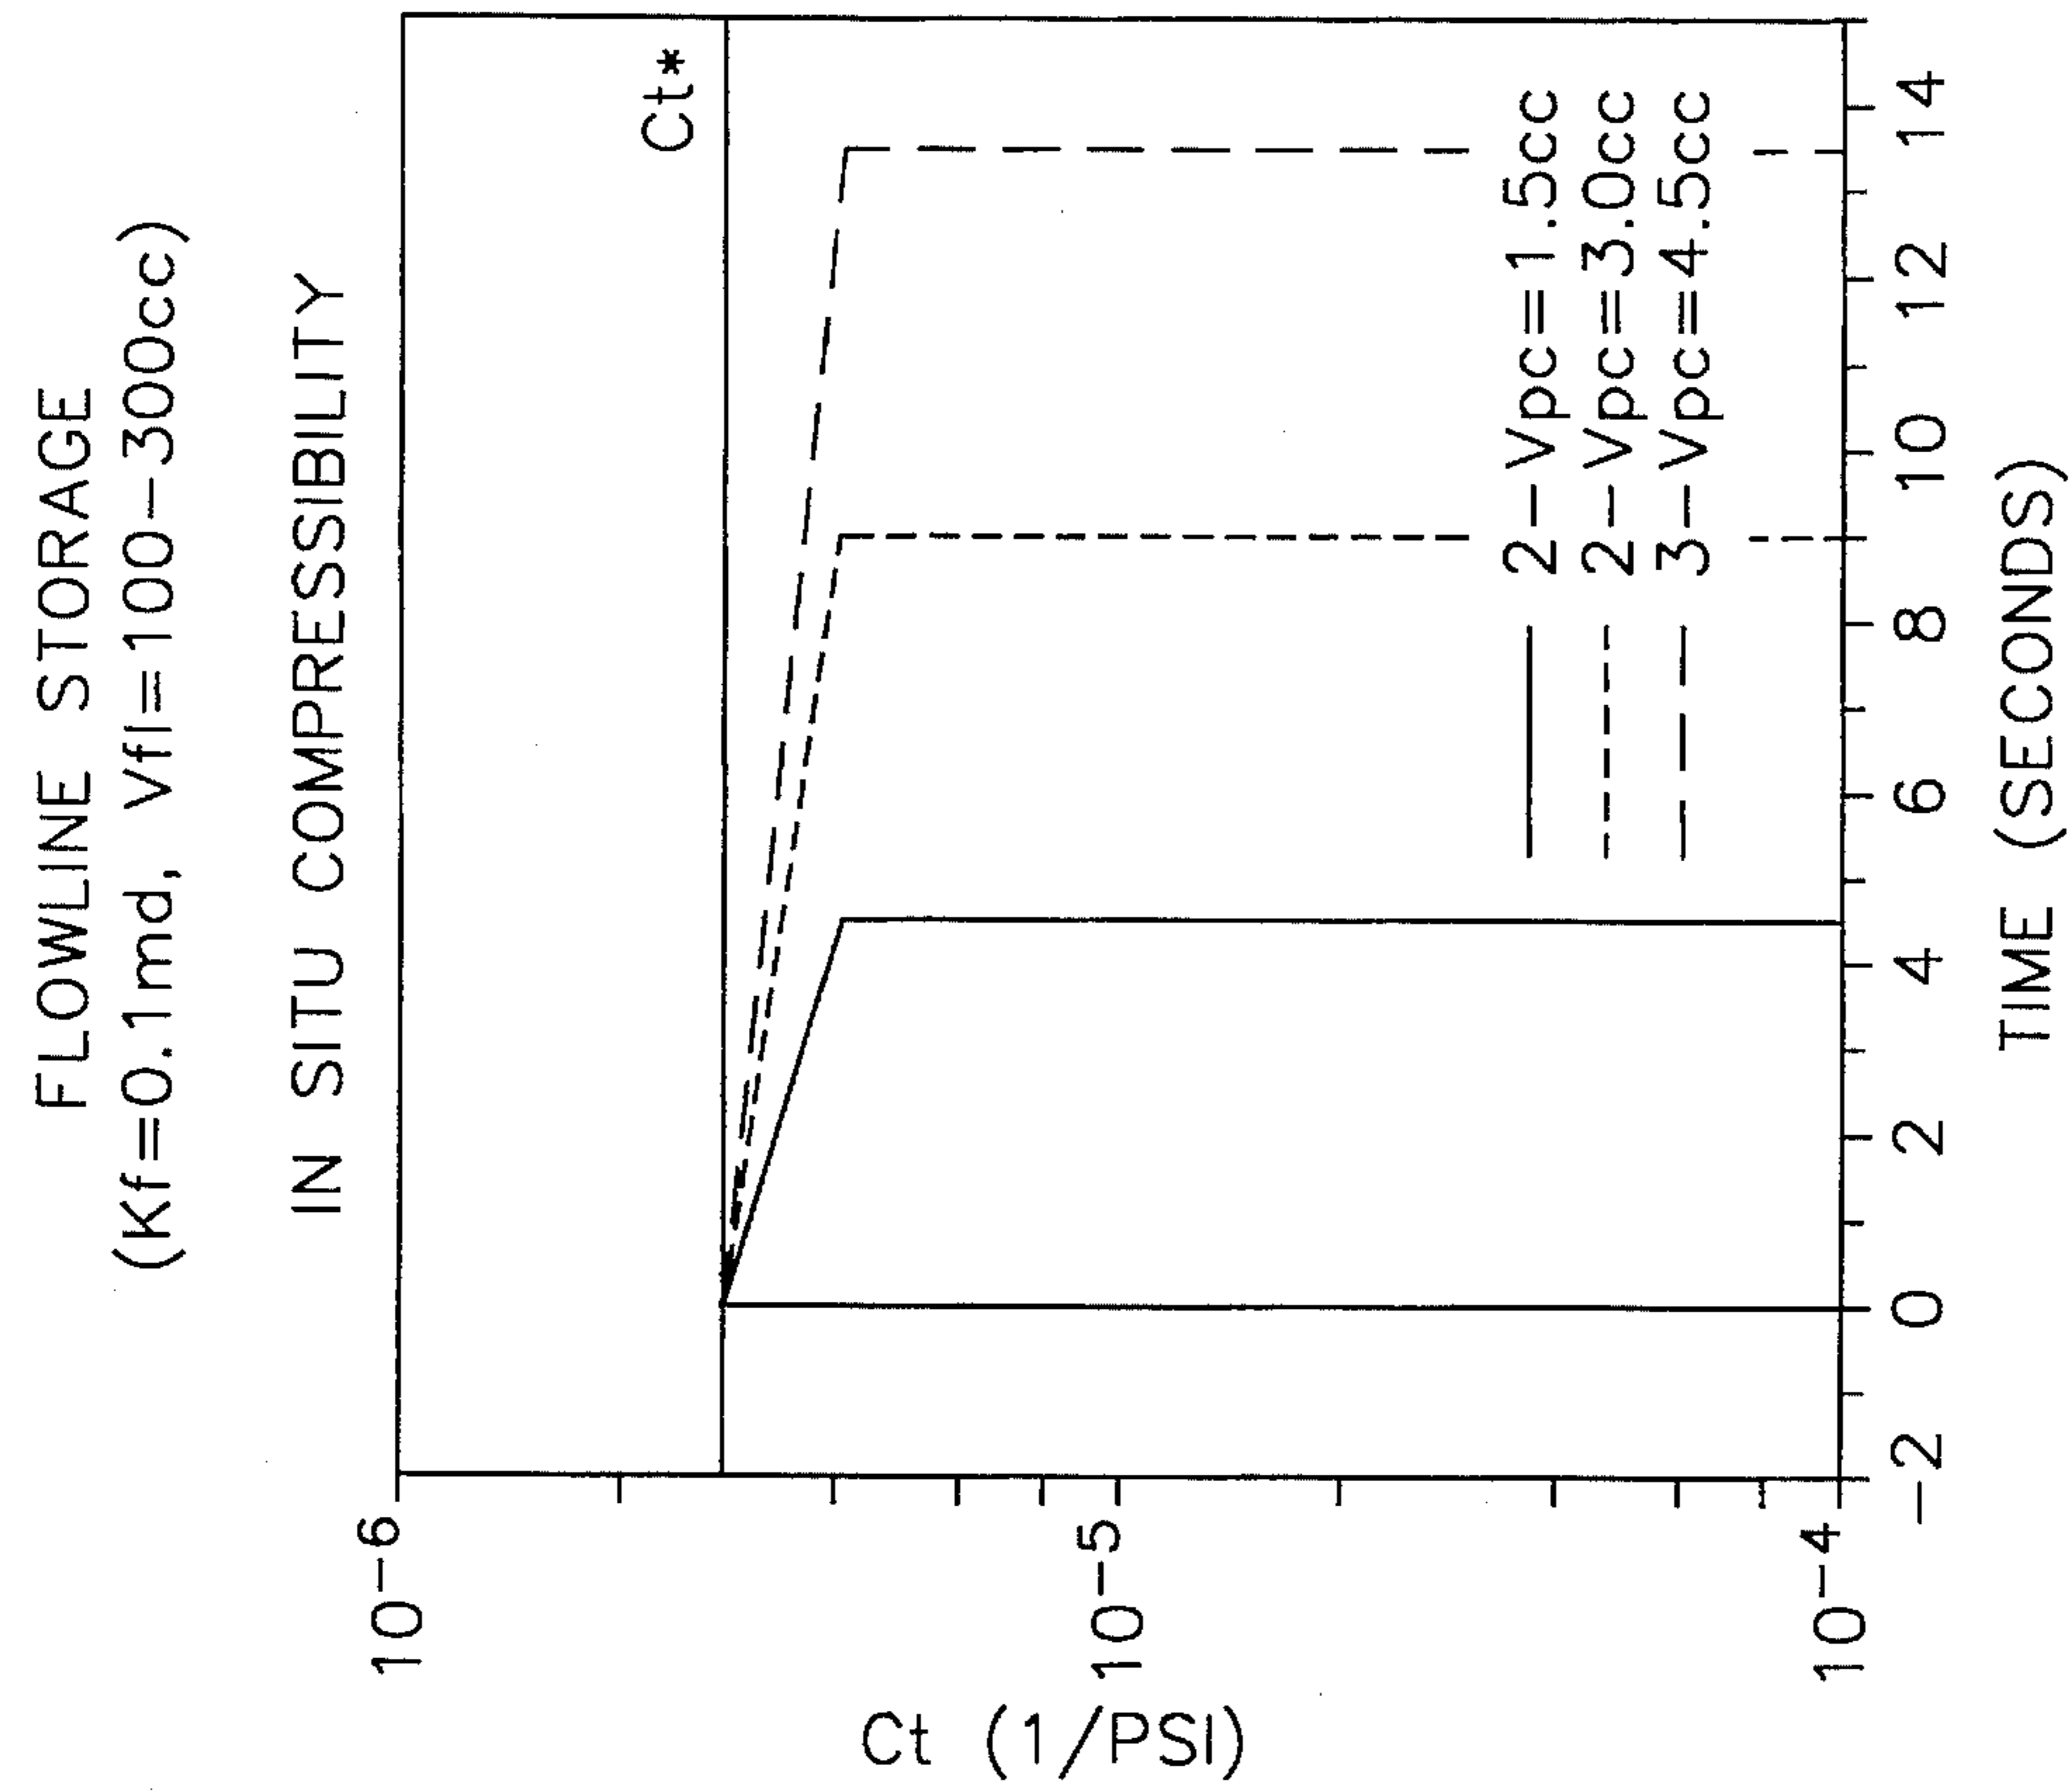 FLOWLINE STORAGE
(Kf=0.1md, Vfl=100-300cc)
IN SITU COMPRESSIBILITY
10-6
Ct*
10-5
Ct (1/PSI)
2-Vpc=1.5cc
2-Vpc=3.0cc
3-Vpc=4.5cc
10-4
-2 0 2 4 6 8 10 12 14
TIME (SECONDS)